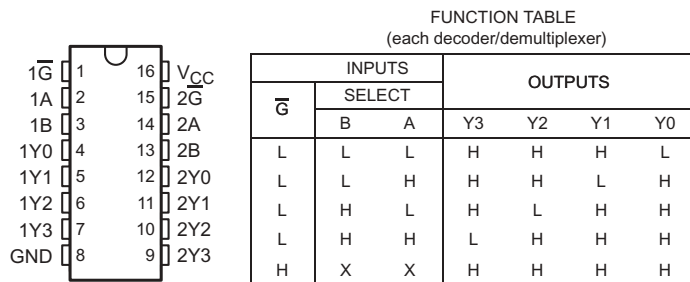 1G̅ 1 16 VCC
1A 2 15 2G̅
1B 3 14 2A
1Y0 4 13 2B
1Y1 5 12 2Y0
1Y2 6 11 2Y1
1Y3 7 10 2Y2
GND 8 9 2Y3
FUNCTION TABLE
(each decoder/demultiplexer)
INPUTS OUTPUTS
G̅ SELECT
B A Y3 Y2 Y1 Y0
L L L H H H L
L L H H H L H
L H L H L H H
L H H L H H H
H X X H H H H